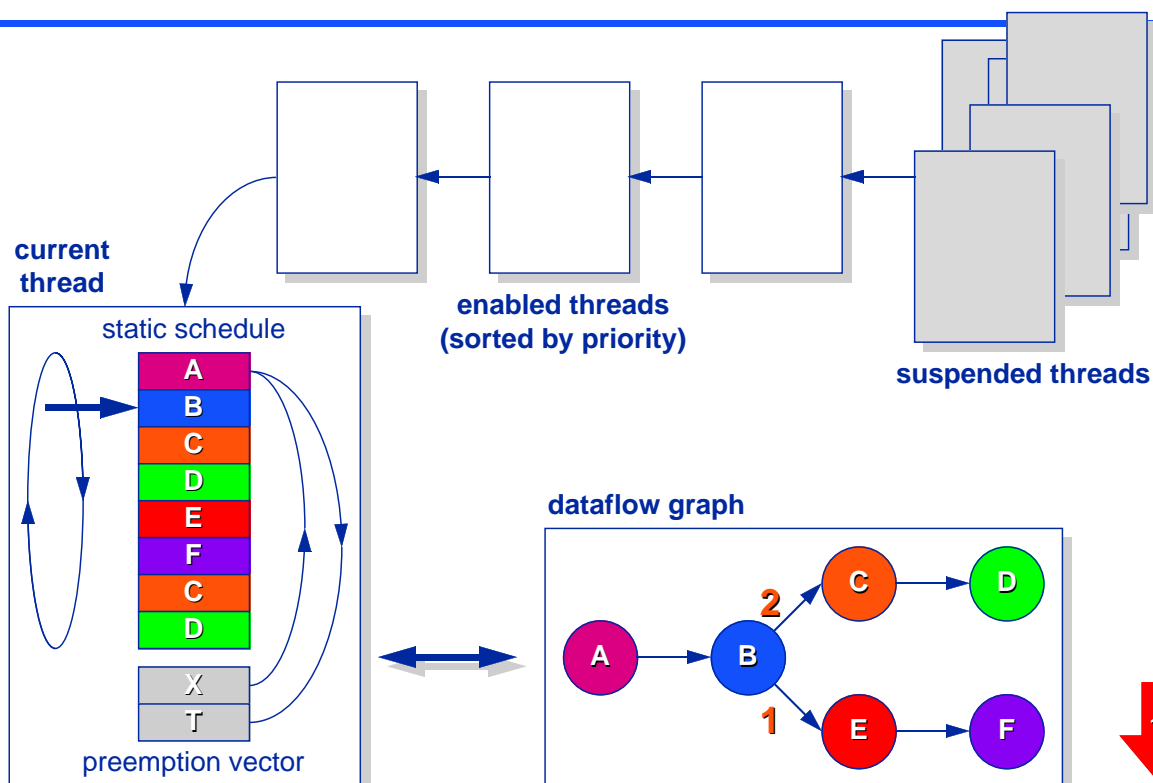 current
thread
enabled threads
(sorted by priority)
suspended threads
static schedule
A
B
C
D
E
F
C
D
X
T
preemption vector
dataflow graph
A
B
2
1
C
D
E
F